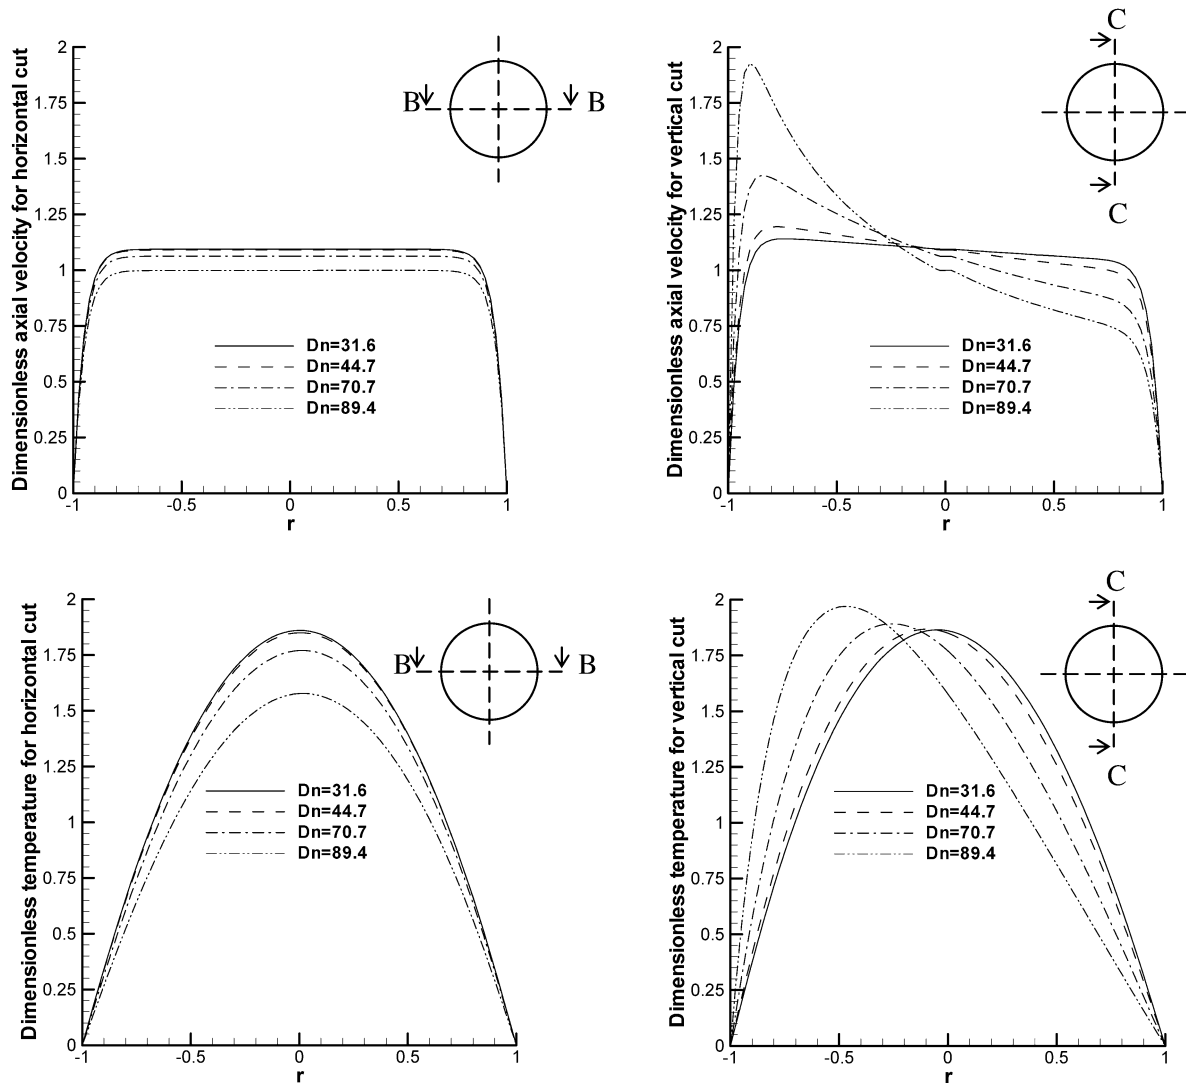 Dimensionless axial velocity for horizontal cut
2
1.75
1.5
1.25
1
0.75
0.5
0.25
0
-1
-0.5
0
0.5
1
r
B
B
Dn=31.6
Dn=44.7
Dn=70.7
Dn=89.4
Dimensionless axial velocity for vertical cut
2
1.75
1.5
1.25
1
0.75
0.5
0.25
0
-1
-0.5
0
0.5
1
r
C
C
Dn=31.6
Dn=44.7
Dn=70.7
Dn=89.4
Dimensionless temperature for horizontal cut
2
1.75
1.5
1.25
1
0.75
0.5
0.25
0
-1
-0.5
0
0.5
1
r
B
B
Dn=31.6
Dn=44.7
Dn=70.7
Dn=89.4
Dimensionless temperature for vertical cut
2
1.75
1.5
1.25
1
0.75
0.5
0.25
0
-1
-0.5
0
0.5
1
r
C
C
Dn=31.6
Dn=44.7
Dn=70.7
Dn=89.4